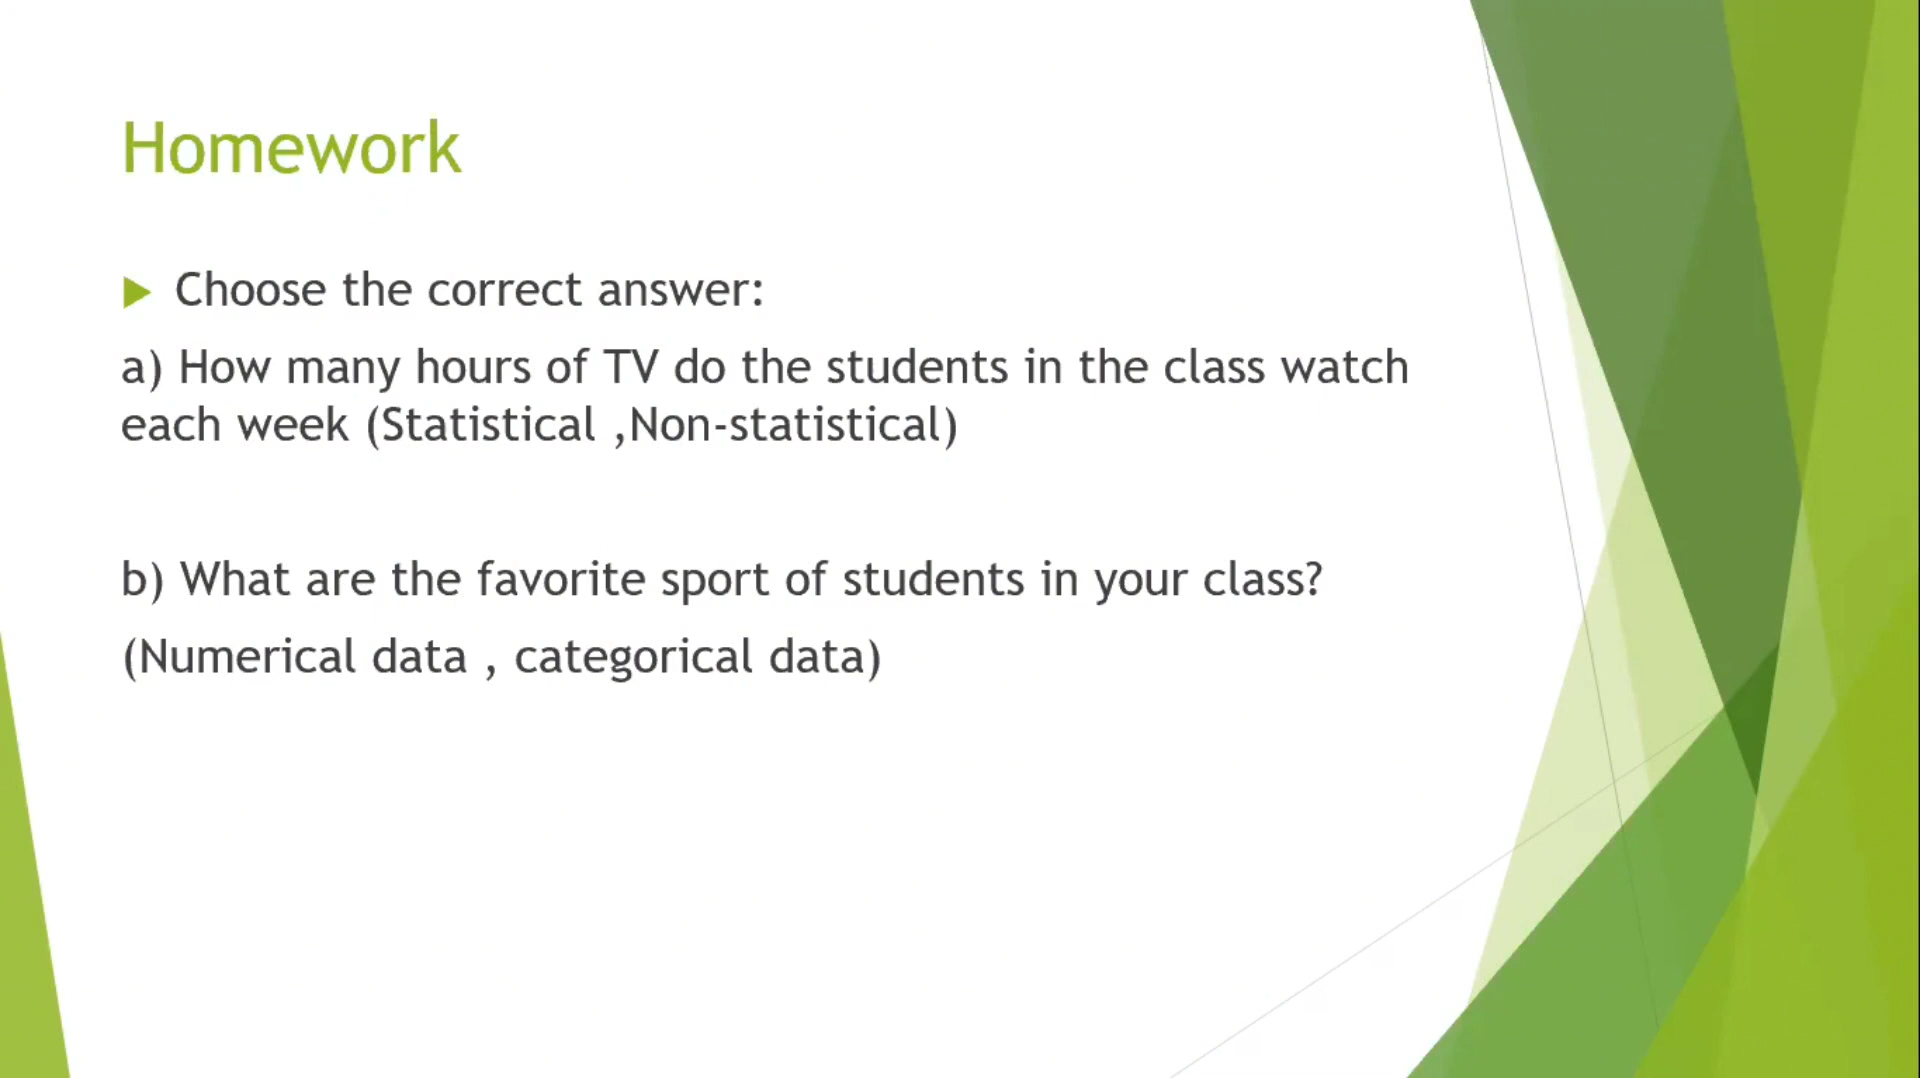 Homework
Choose the correct answer:
a) How many hours of TV do the students in the class watch
each week (Statistical ,Non-statistical)
b) What are the favorite sport of students in your class?
(Numerical data , categorical data)